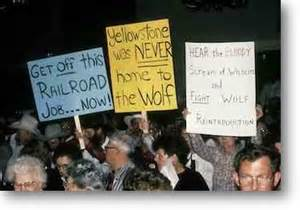 GET off this
RAILROAD
JOB...NOW!
Yellowstone
was NEVER
home to
the Wolf
HEAR the BLOODY
Scream of Wisdom
and
FIGHT WOLF
REINTRODUCTION